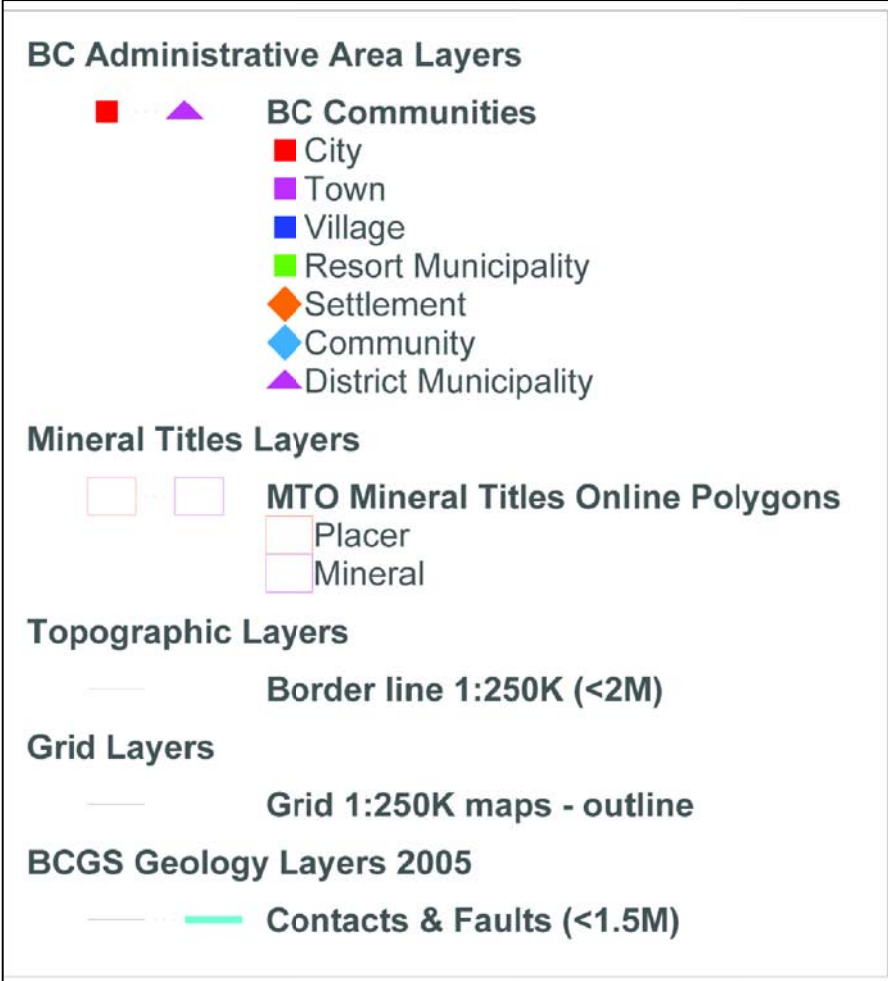 BC Administrative Area Layers
BC Communities
City
Town
Village
Resort Municipality
Settlement
Community
District Municipality
Mineral Titles Layers
MTO Mineral Titles Online Polygons
Placer
Mineral
Topographic Layers
Border line 1:250K (<2M)
Grid Layers
Grid 1:250K maps - outline
BCGS Geology Layers 2005
Contacts & Faults (<1.5M)